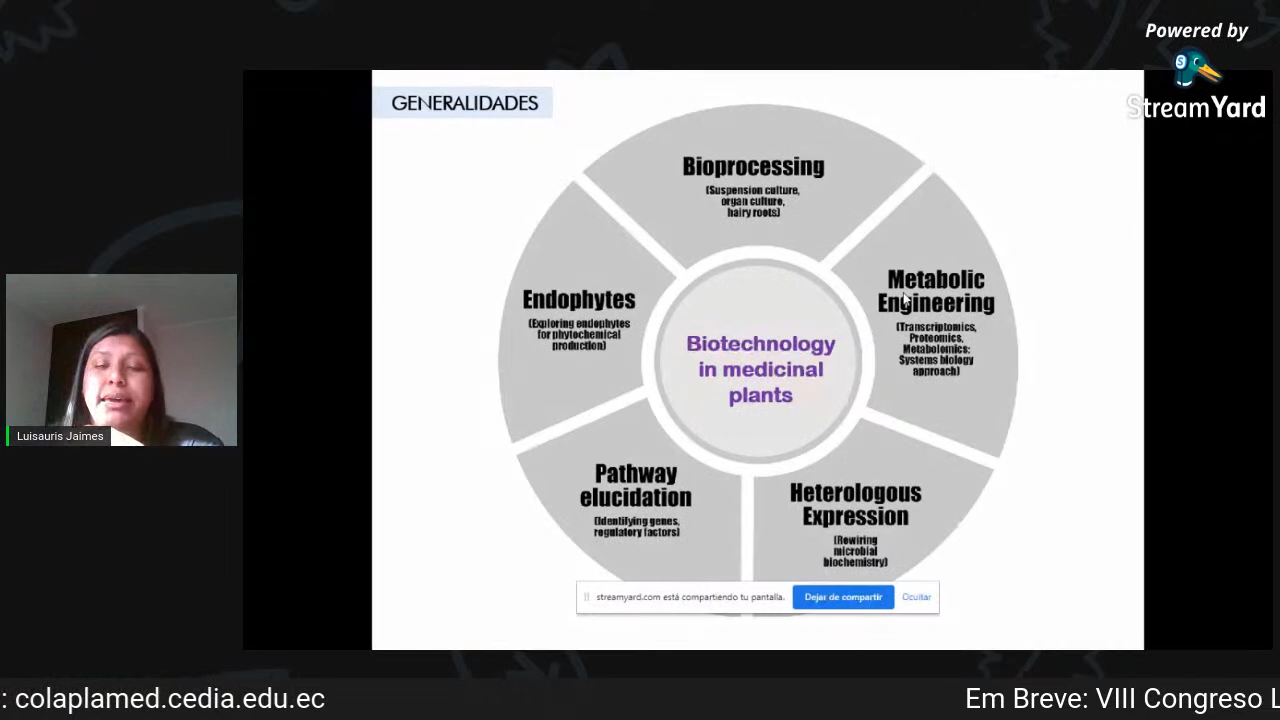 Powered by
StreamYard
GENERALIDADES
Bioprocessing
(Suspension culture,
organ culture,
hairy roots)
Metabolic
Engineering
(Transcriptomics,
Proteomics,
Metabolomics:
Systems biology
approach)
Endophytes
(Exploring endophytes
for phytochemical
production)
Biotechnology
in medicinal
plants
Pathway
elucidation
(Identifying genes,
regulatory factors)
Heterologous
Expression
(Rewiring
microbial
biochemistry)
streamyard.com está compartiendo tu pantalla.
Dejar de compartir
Ocultar
Luisauris Jaimes
: colaplamed.cedia.edu.ec
Em Breve: VIII Congreso L